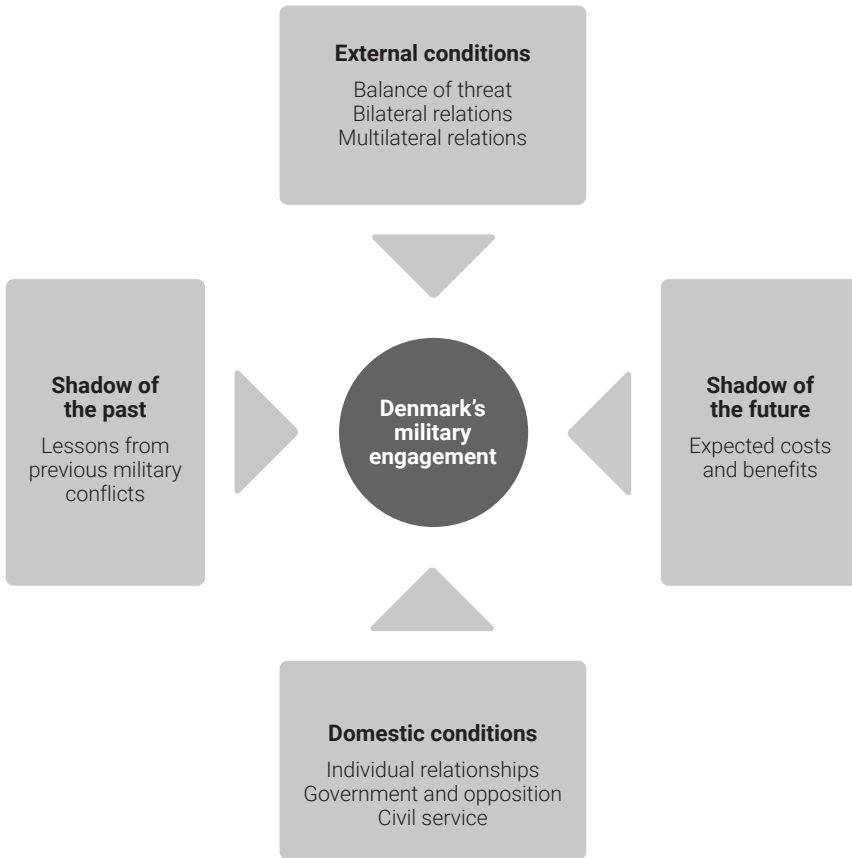 External conditions
Balance of threat
Bilateral relations
Multilateral relations
Shadow of
the past
Lessons from
previous military
conflicts
Denmark's
military
engagement
Shadow of
the future
Expected costs
and benefits
Domestic conditions
Individual relationships
Government and opposition
Civil service